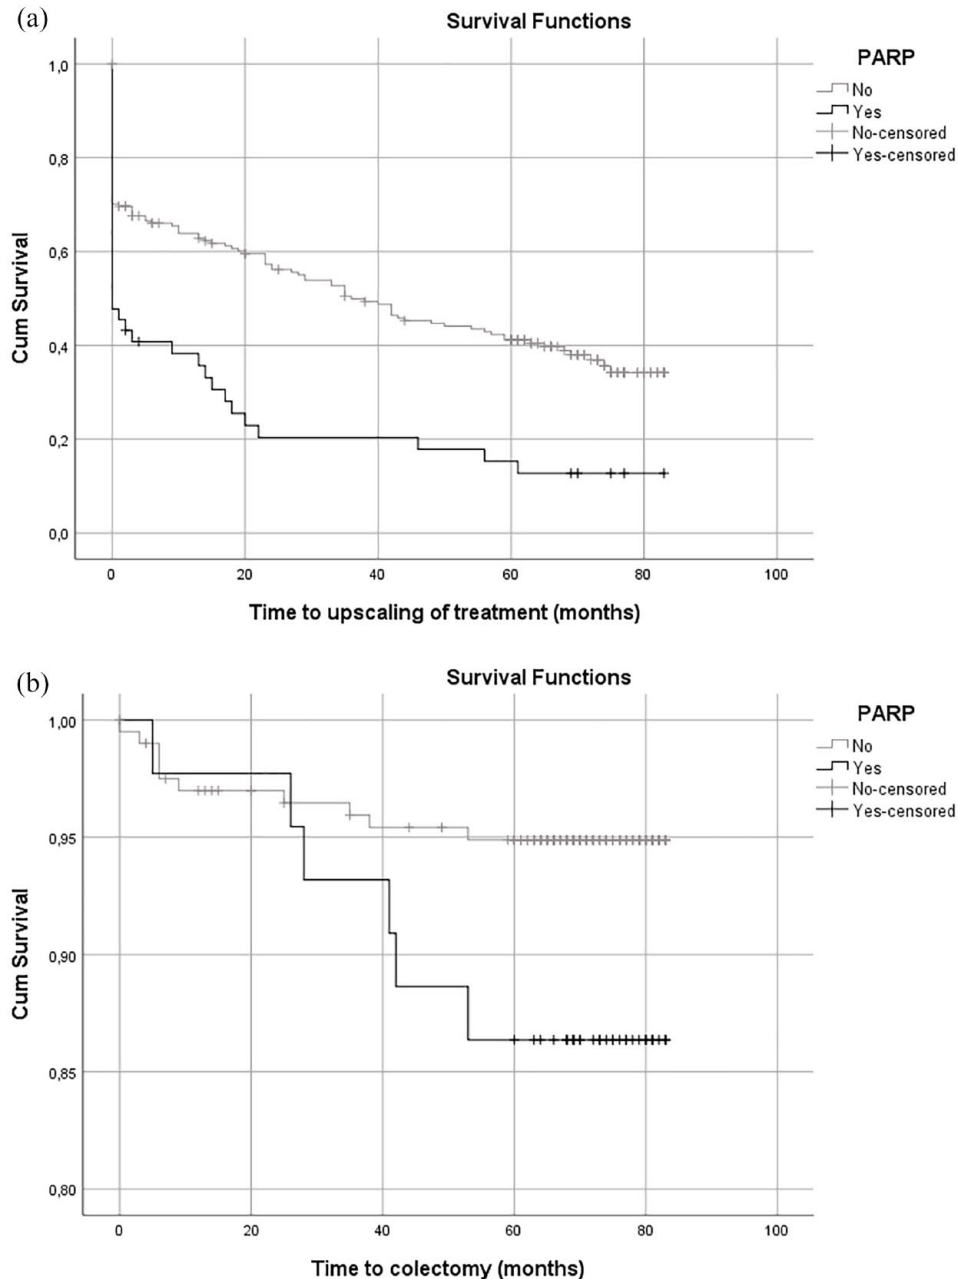 (a)
Survival Functions
PARP
No
Yes
No-censored
Yes-censored
Cum Survival
1,0
0,8
0,6
0,4
0,2
0,0
0 20 40 60 80 100
Time to upscaling of treatment (months)
(b)
Survival Functions
PARP
No
Yes
No-censored
Yes-censored
Cum Survival
1,00
0,95
0,90
0,85
0,80
0 20 40 60 80 100
Time to colectomy (months)